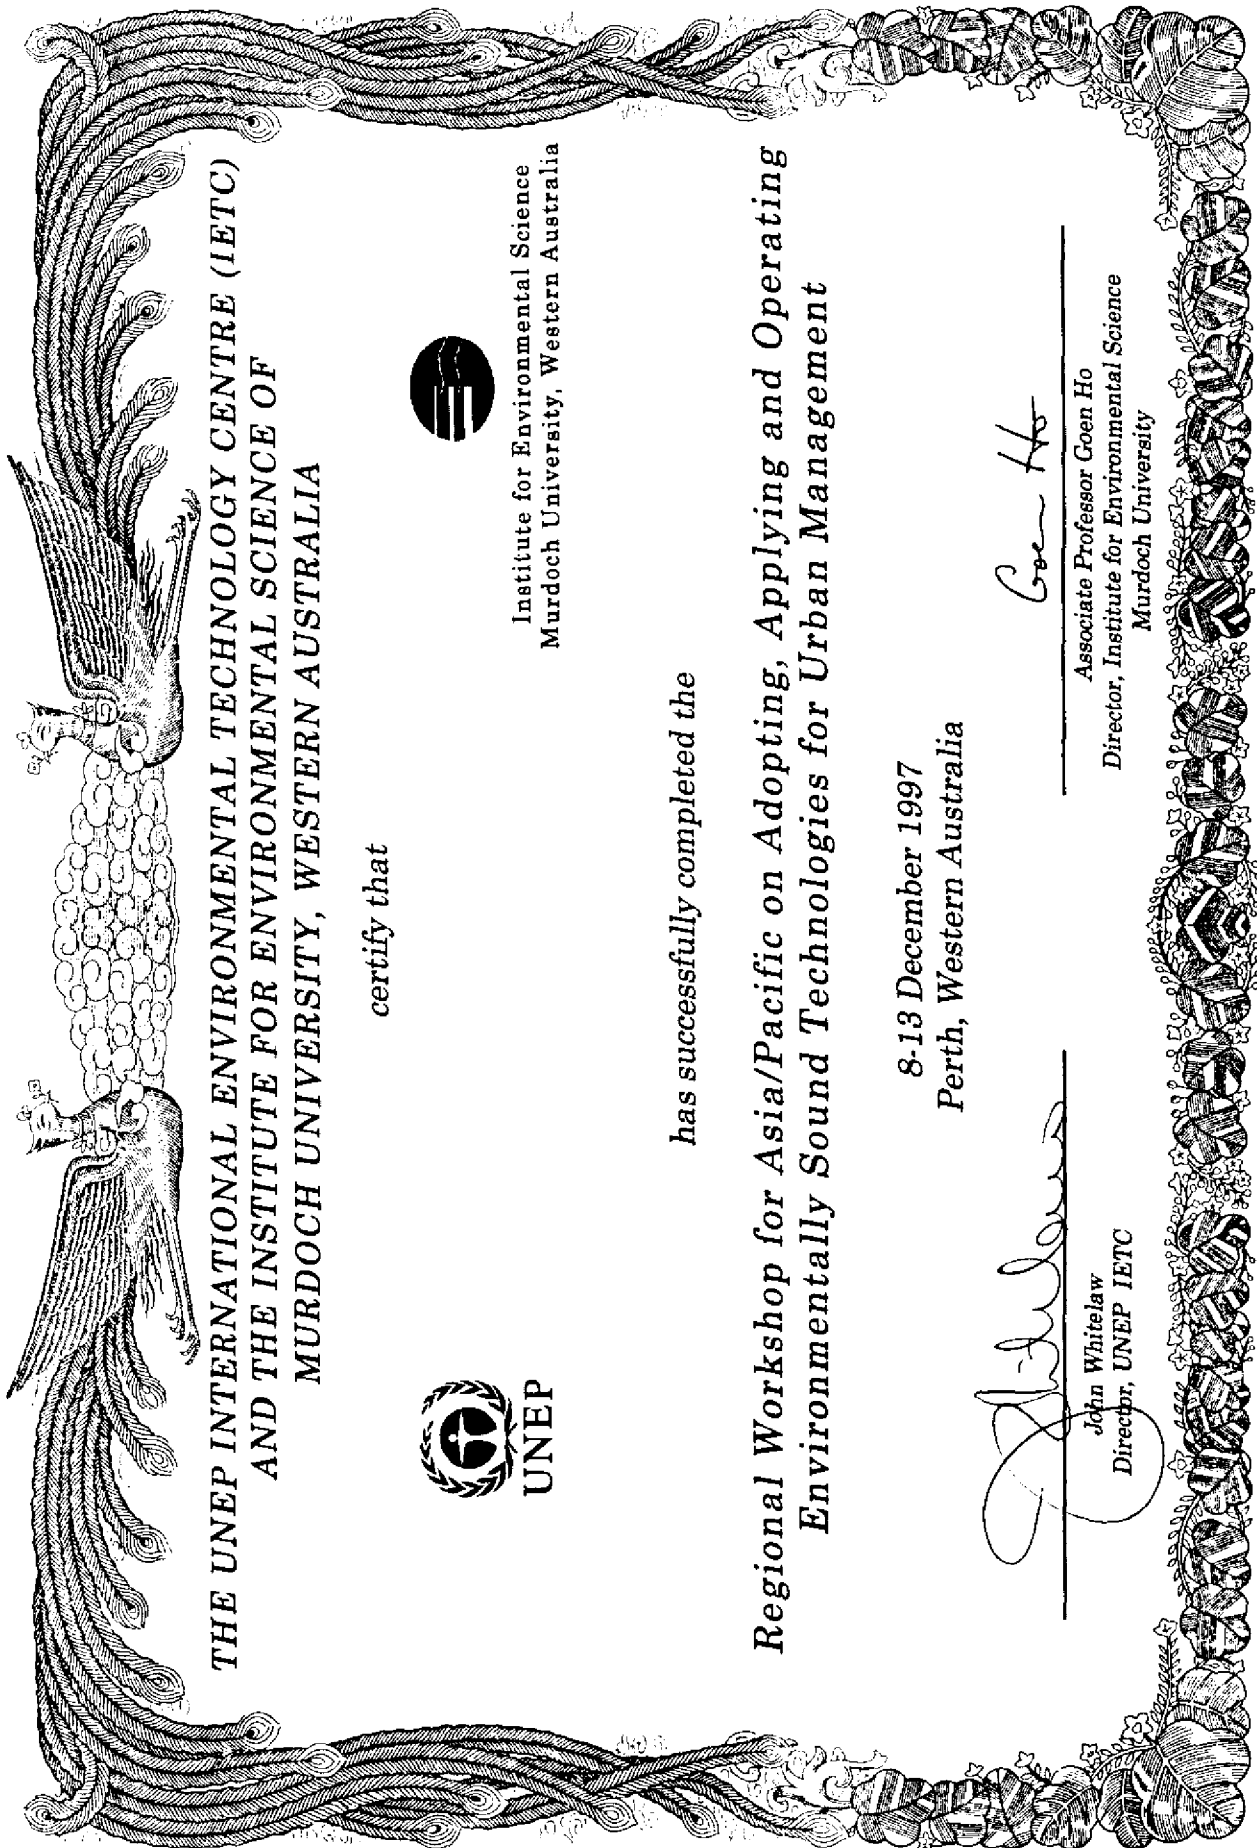 THE UNEP INTERNATIONAL ENVIRONMENTAL TECHNOLOGY CENTRE (IETC)
AND THE INSTITUTE FOR ENVIRONMENTAL SCIENCE OF
MURDOCH UNIVERSITY, WESTERN AUSTRALIA
certify that
UNEP
Institute for Environmental Science
Murdoch University, Western Australia
has successfully completed the
Regional Workshop for Asia/Pacific on Adopting, Applying and Operating
Environmentally Sound Technologies for Urban Management
8-13 December 1997
Perth, Western Australia
John Whitelaw
Director, UNEP IETC
Goen Ho
Associate Professor Goen Ho
Director, Institute for Environmental Science
Murdoch University